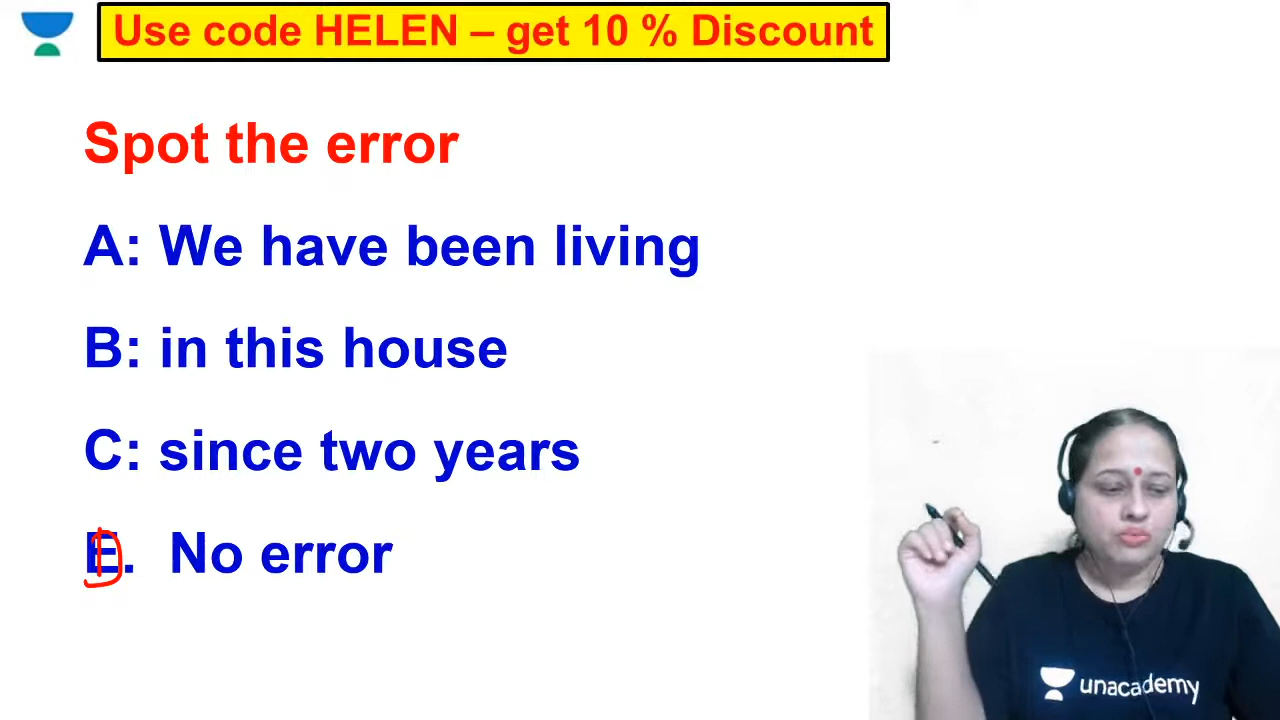 Use code HELEN – get 10 % Discount
Spot the error
A: We have been living
B: in this house
C: since two years
E. No error
D
unacademy